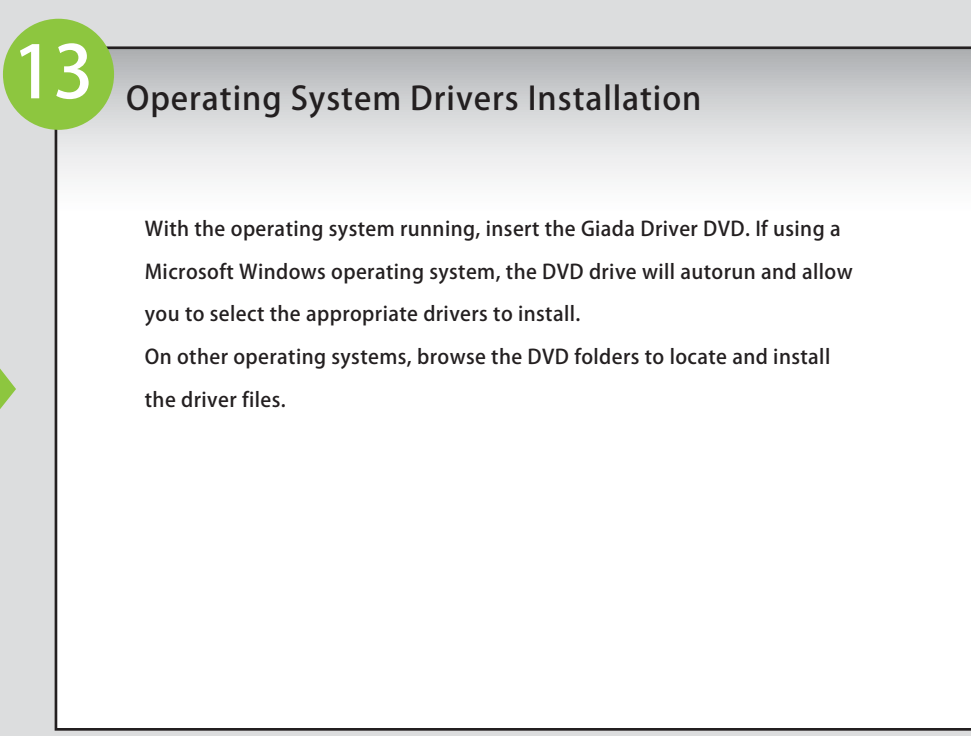 13
Operating System Drivers Installation
With the operating system running, insert the Giada Driver DVD. If using a
Microsoft Windows operating system, the DVD drive will autorun and allow
you to select the appropriate drivers to install.
On other operating systems, browse the DVD folders to locate and install
the driver files.